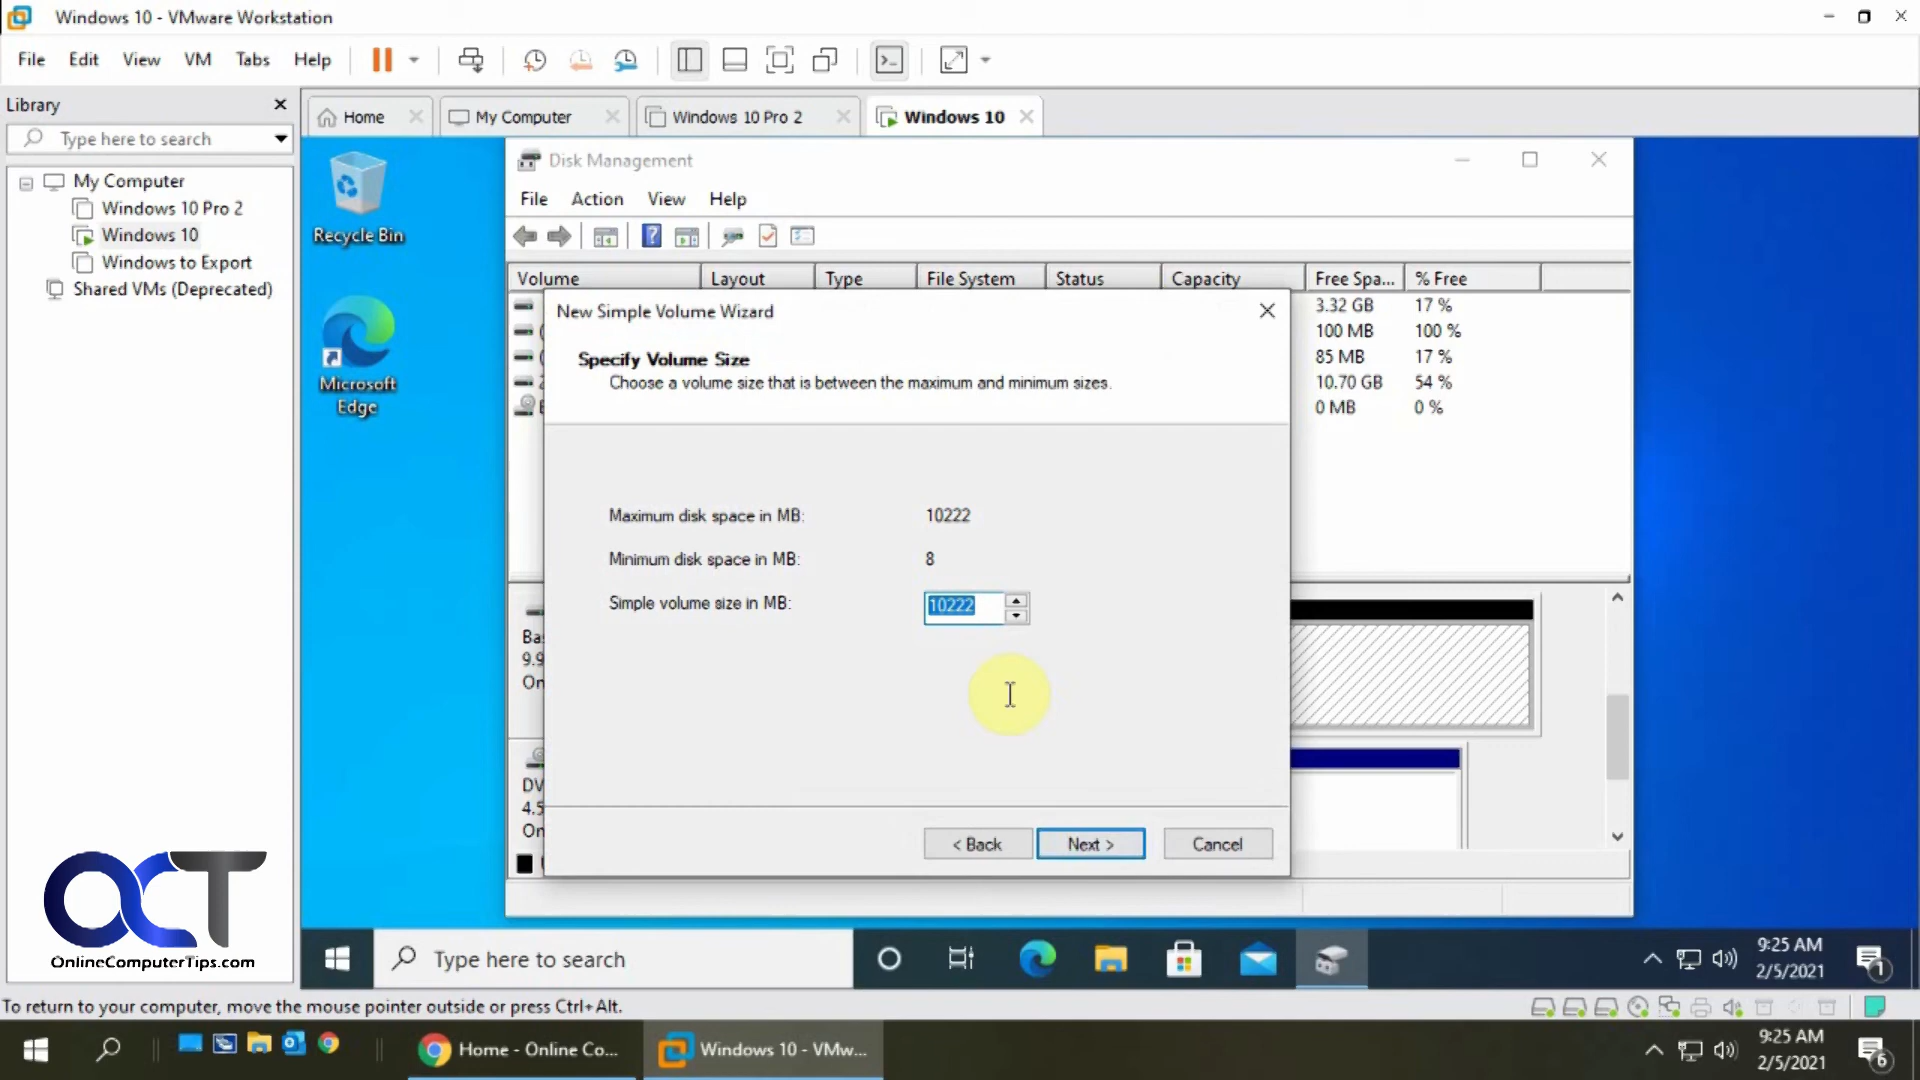 Windows 10 - VMware Workstation
File Edit View VM Tabs Help
Library
Type here to search
My Computer
Windows 10 Pro 2
Windows 10
Windows to Export
Shared VMs (Deprecated)
Home
My Computer
Windows 10 Pro 2
Windows 10
Recycle Bin
Microsoft
Edge
Disk Management
File Action View Help
Volume Layout Type File System Status Capacity Free Spa... % Free
3.32 GB 17 %
100 MB 100 %
85 MB 17 %
10.70 GB 54 %
0 MB 0 %
New Simple Volume Wizard
Specify Volume Size
Choose a volume size that is between the maximum and minimum sizes.
Maximum disk space in MB: 10222
Minimum disk space in MB: 8
Simple volume size in MB: 10222
< Back Next > Cancel
Type here to search
9:25 AM
2/5/2021
1
OCT
OnlineComputerTips.com
To return to your computer, move the mouse pointer outside or press Ctrl+Alt.
Home - Online Co...
Windows 10 - VMw...
9:25 AM
2/5/2021
6